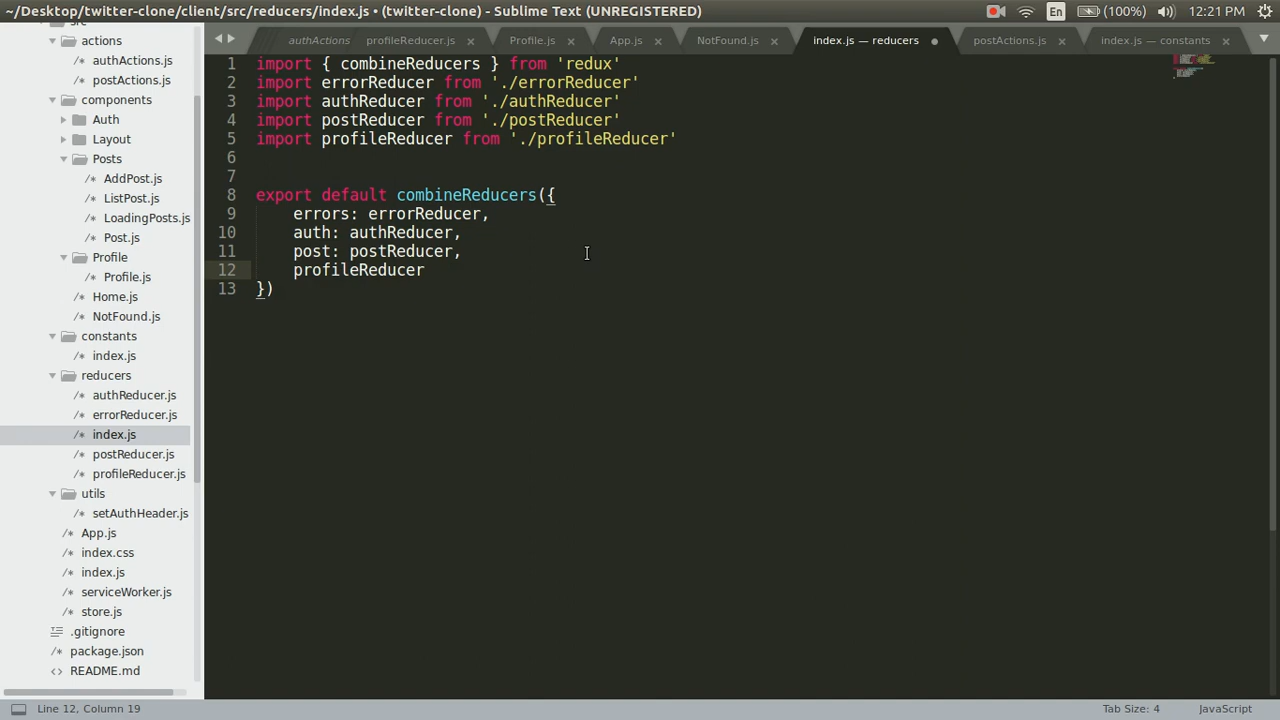 ~/Desktop/twitter-clone/client/src/reducers/index.js • (twitter-clone) - Sublime Text (UNREGISTERED)
En
(100%)
12:21 PM
authActions
profileReducer.js
Profile.js
App.js
NotFound.js
index.js — reducers
postActions.js
index.js — constants
src
actions
authActions.js
postActions.js
components
Auth
Layout
Posts
AddPost.js
ListPost.js
LoadingPosts.js
Post.js
Profile
Profile.js
Home.js
NotFound.js
constants
index.js
reducers
authReducer.js
errorReducer.js
index.js
postReducer.js
profileReducer.js
utils
setAuthHeader.js
App.js
index.css
index.js
serviceWorker.js
store.js
.gitignore
package.json
README.md
1 import { combineReducers } from 'redux'
2 import errorReducer from './errorReducer'
3 import authReducer from './authReducer'
4 import postReducer from './postReducer'
5 import profileReducer from './profileReducer'
6
7
8 export default combineReducers({
9     errors: errorReducer,
10     auth: authReducer,
11     post: postReducer,
12     profileReducer
13 })
Line 12, Column 19
Tab Size: 4
JavaScript